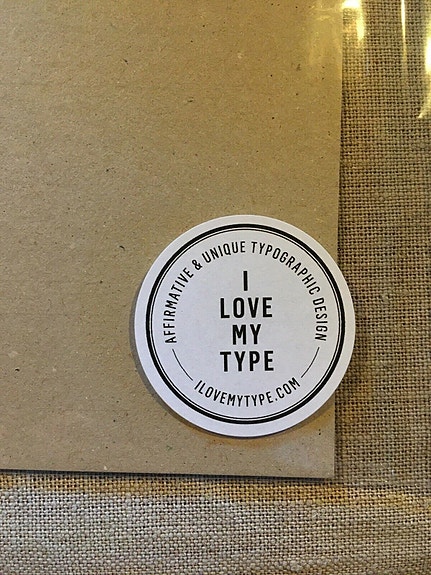 AFFIRMATIVE & UNIQUE TYPOGRAPHIC DESIGN
I
LOVE
MY
TYPE
ILOVEMYTYPE.COM